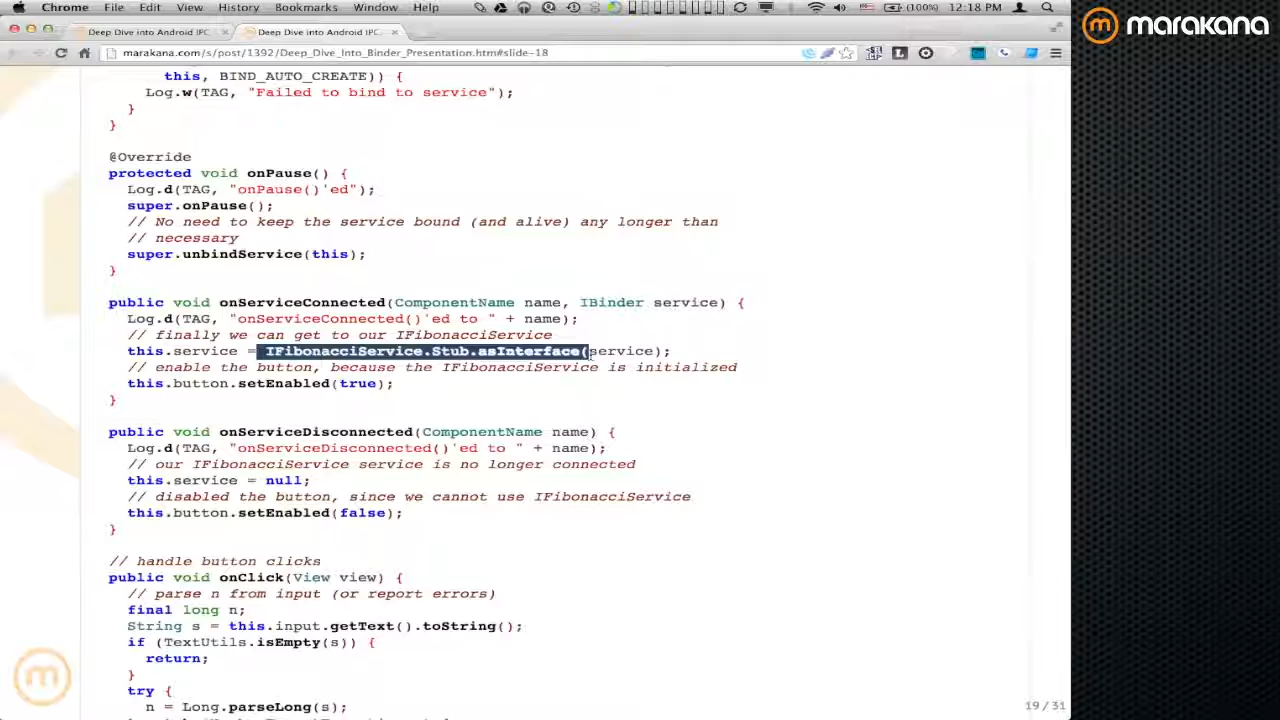 Chrome File Edit View History Bookmarks Window Help (100%) 12:18 PM
marakana
Deep Dive into Android IPC Deep Dive into Android IPC
marakana.com/s/post/1392/Deep_Dive_Into_Binder_Presentation.htm#slide-18
this, BIND_AUTO_CREATE)) {
Log.w(TAG, "Failed to bind to service");
}
}
@Override
protected void onPause() {
Log.d(TAG, "onPause()'ed");
super.onPause();
// No need to keep the service bound (and alive) any longer than
// necessary
super.unbindService(this);
}
public void onServiceConnected(ComponentName name, IBinder service) {
Log.d(TAG, "onServiceConnected()'ed to " + name);
// finally we can get to our IFibonacciService
this.service = IFibonacciService.Stub.asInterface(service);
// enable the button, because the IFibonacciService is initialized
this.button.setEnabled(true);
}
public void onServiceDisconnected(ComponentName name) {
Log.d(TAG, "onServiceDisconnected()'ed to " + name);
// our IFibonacciService service is no longer connected
this.service = null;
// disabled the button, since we cannot use IFibonacciService
this.button.setEnabled(false);
}
// handle button clicks
public void onClick(View view) {
// parse n from input (or report errors)
final long n;
String s = this.input.getText().toString();
if (TextUtils.isEmpty(s)) {
return;
}
try {
n = Long.parseLong(s);
19 / 31